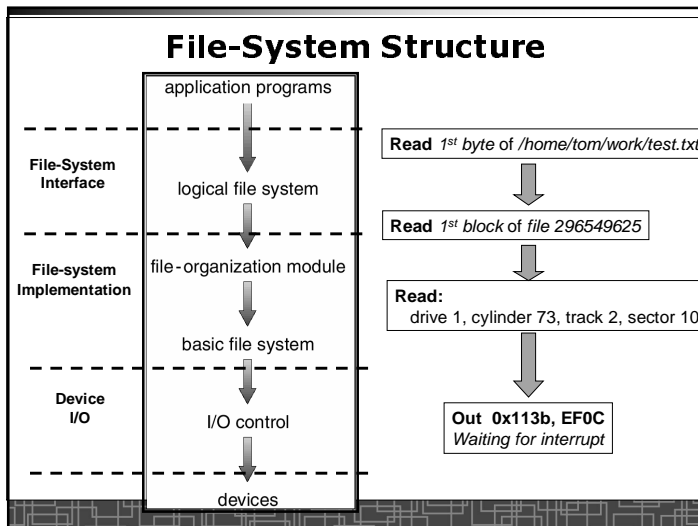 File-System Structure
application programs
File-System
Interface
logical file system
File-system
Implementation
file-organization module
basic file system
Device
I/O
I/O control
devices
Read 1st byte of /home/tom/work/test.txt
Read 1st block of file 296549625
Read:
drive 1, cylinder 73, track 2, sector 10
Out 0x113b, EF0C
Waiting for interrupt